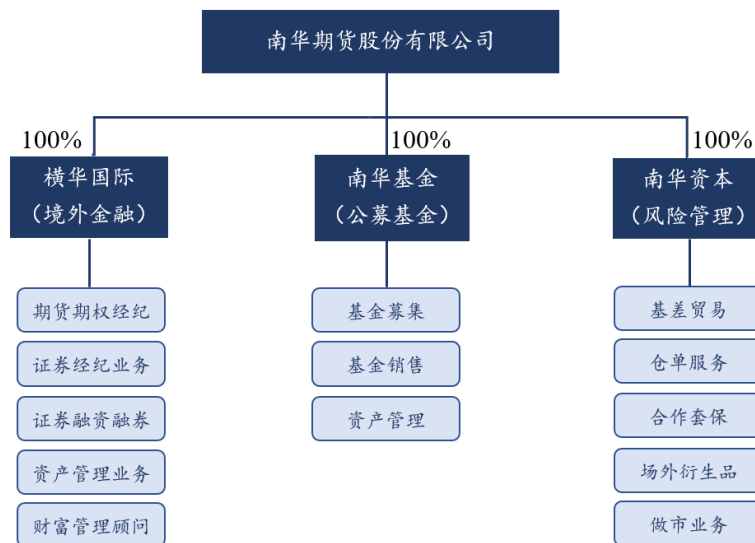 南华期货股份有限公司
100%
100%
100%
横华国际
（境外金融）
南华基金
（公募基金）
南华资本
（风险管理）
期货期权经纪
证券经纪业务
证券融资融券
资产管理业务
财富管理顾问
基金募集
基金销售
资产管理
基差贸易
仓单服务
合作套保
场外衍生品
做市业务